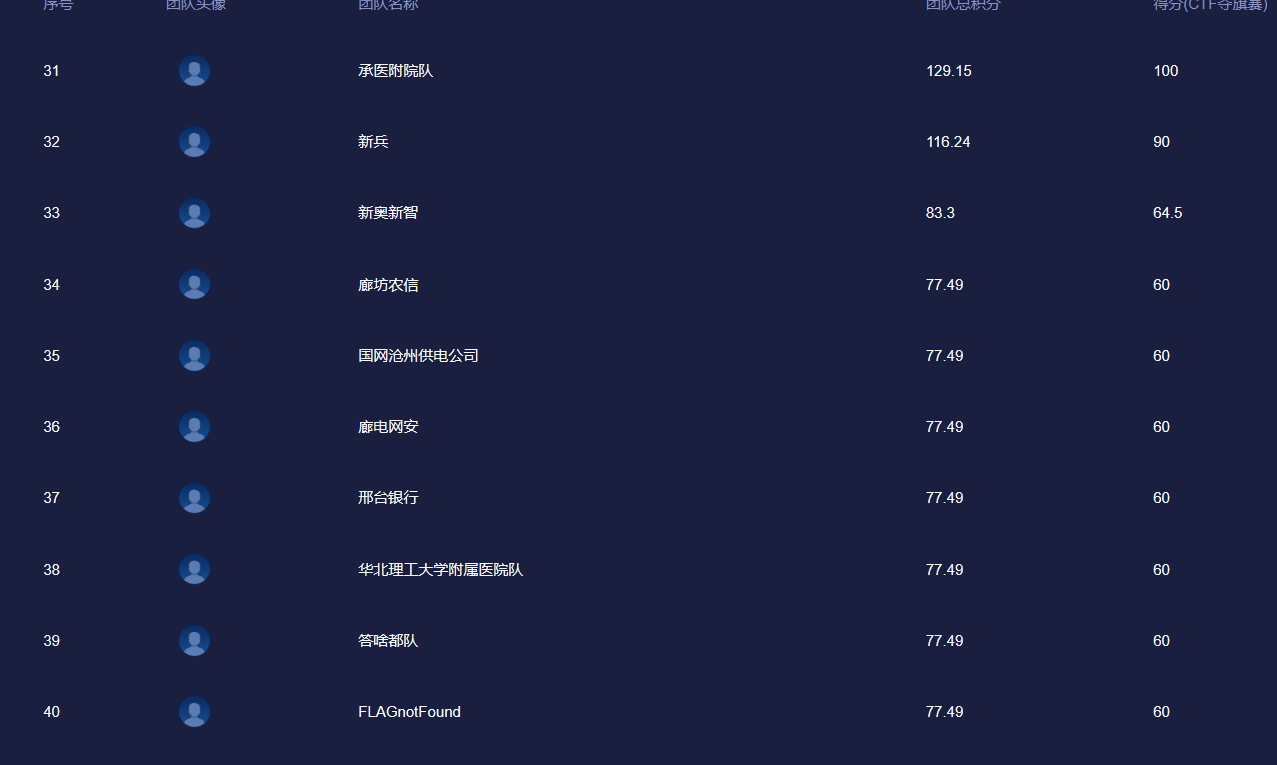 序号 团队头像 团队名称 团队总积分 得分(CTF夺旗赛)
31 承医附院队 129.15 100
32 新兵 116.24 90
33 新奥新智 83.3 64.5
34 廊坊农信 77.49 60
35 国网沧州供电公司 77.49 60
36 廊电网安 77.49 60
37 邢台银行 77.49 60
38 华北理工大学附属医院队 77.49 60
39 答啥都队 77.49 60
40 FLAGnotFound 77.49 60